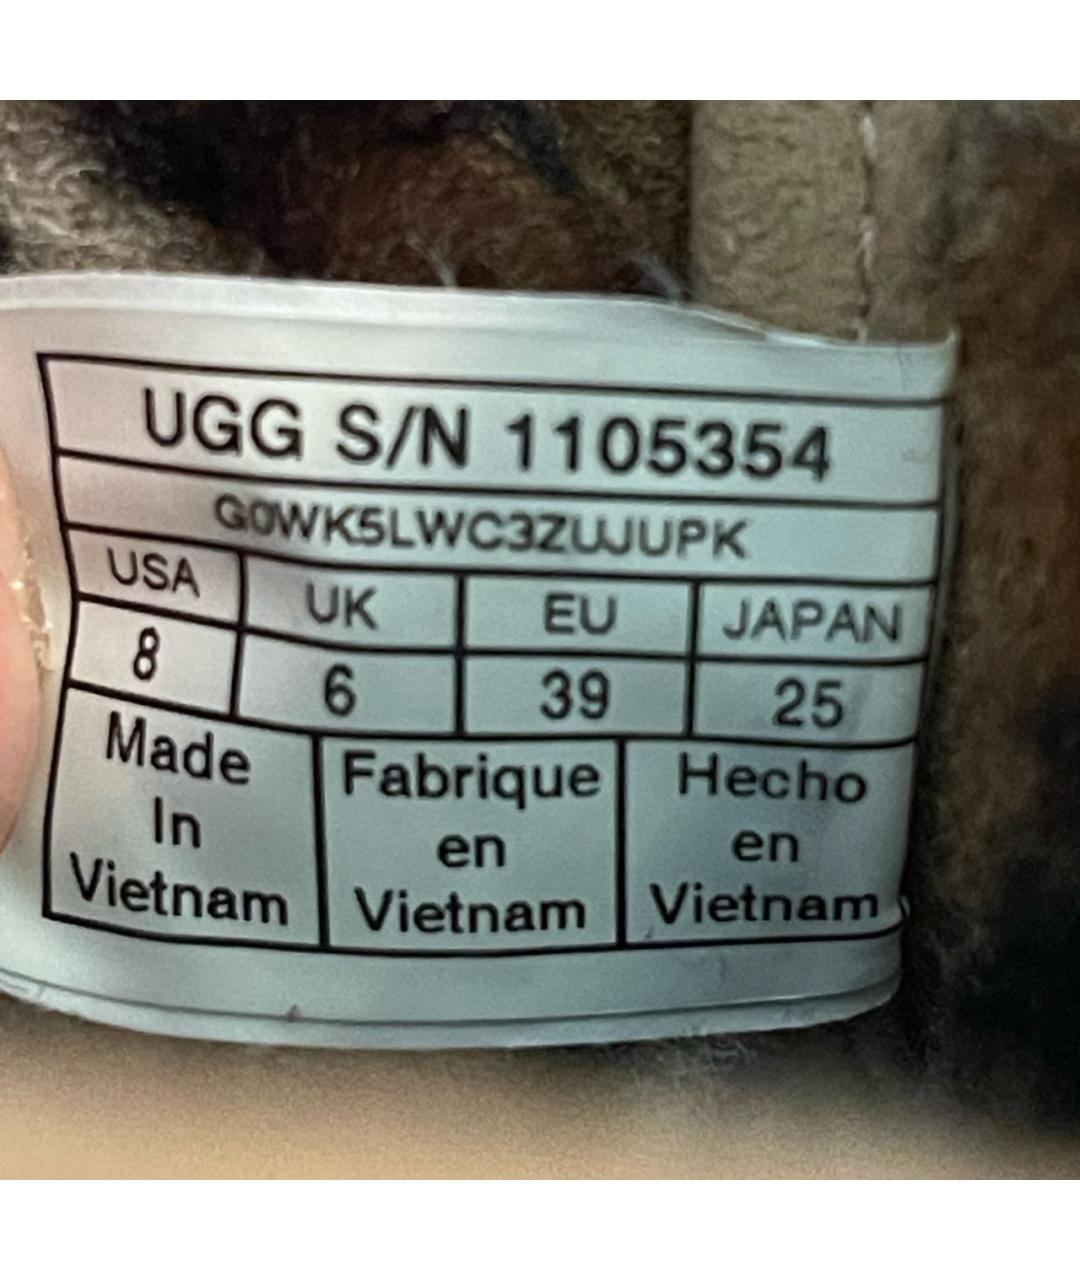 UGG S/N 1105354
G0WK5LWC3ZUJUPK
USA UK EU JAPAN
8 6 39 25
Made In Vietnam
Fabrique en Vietnam
Hecho en Vietnam